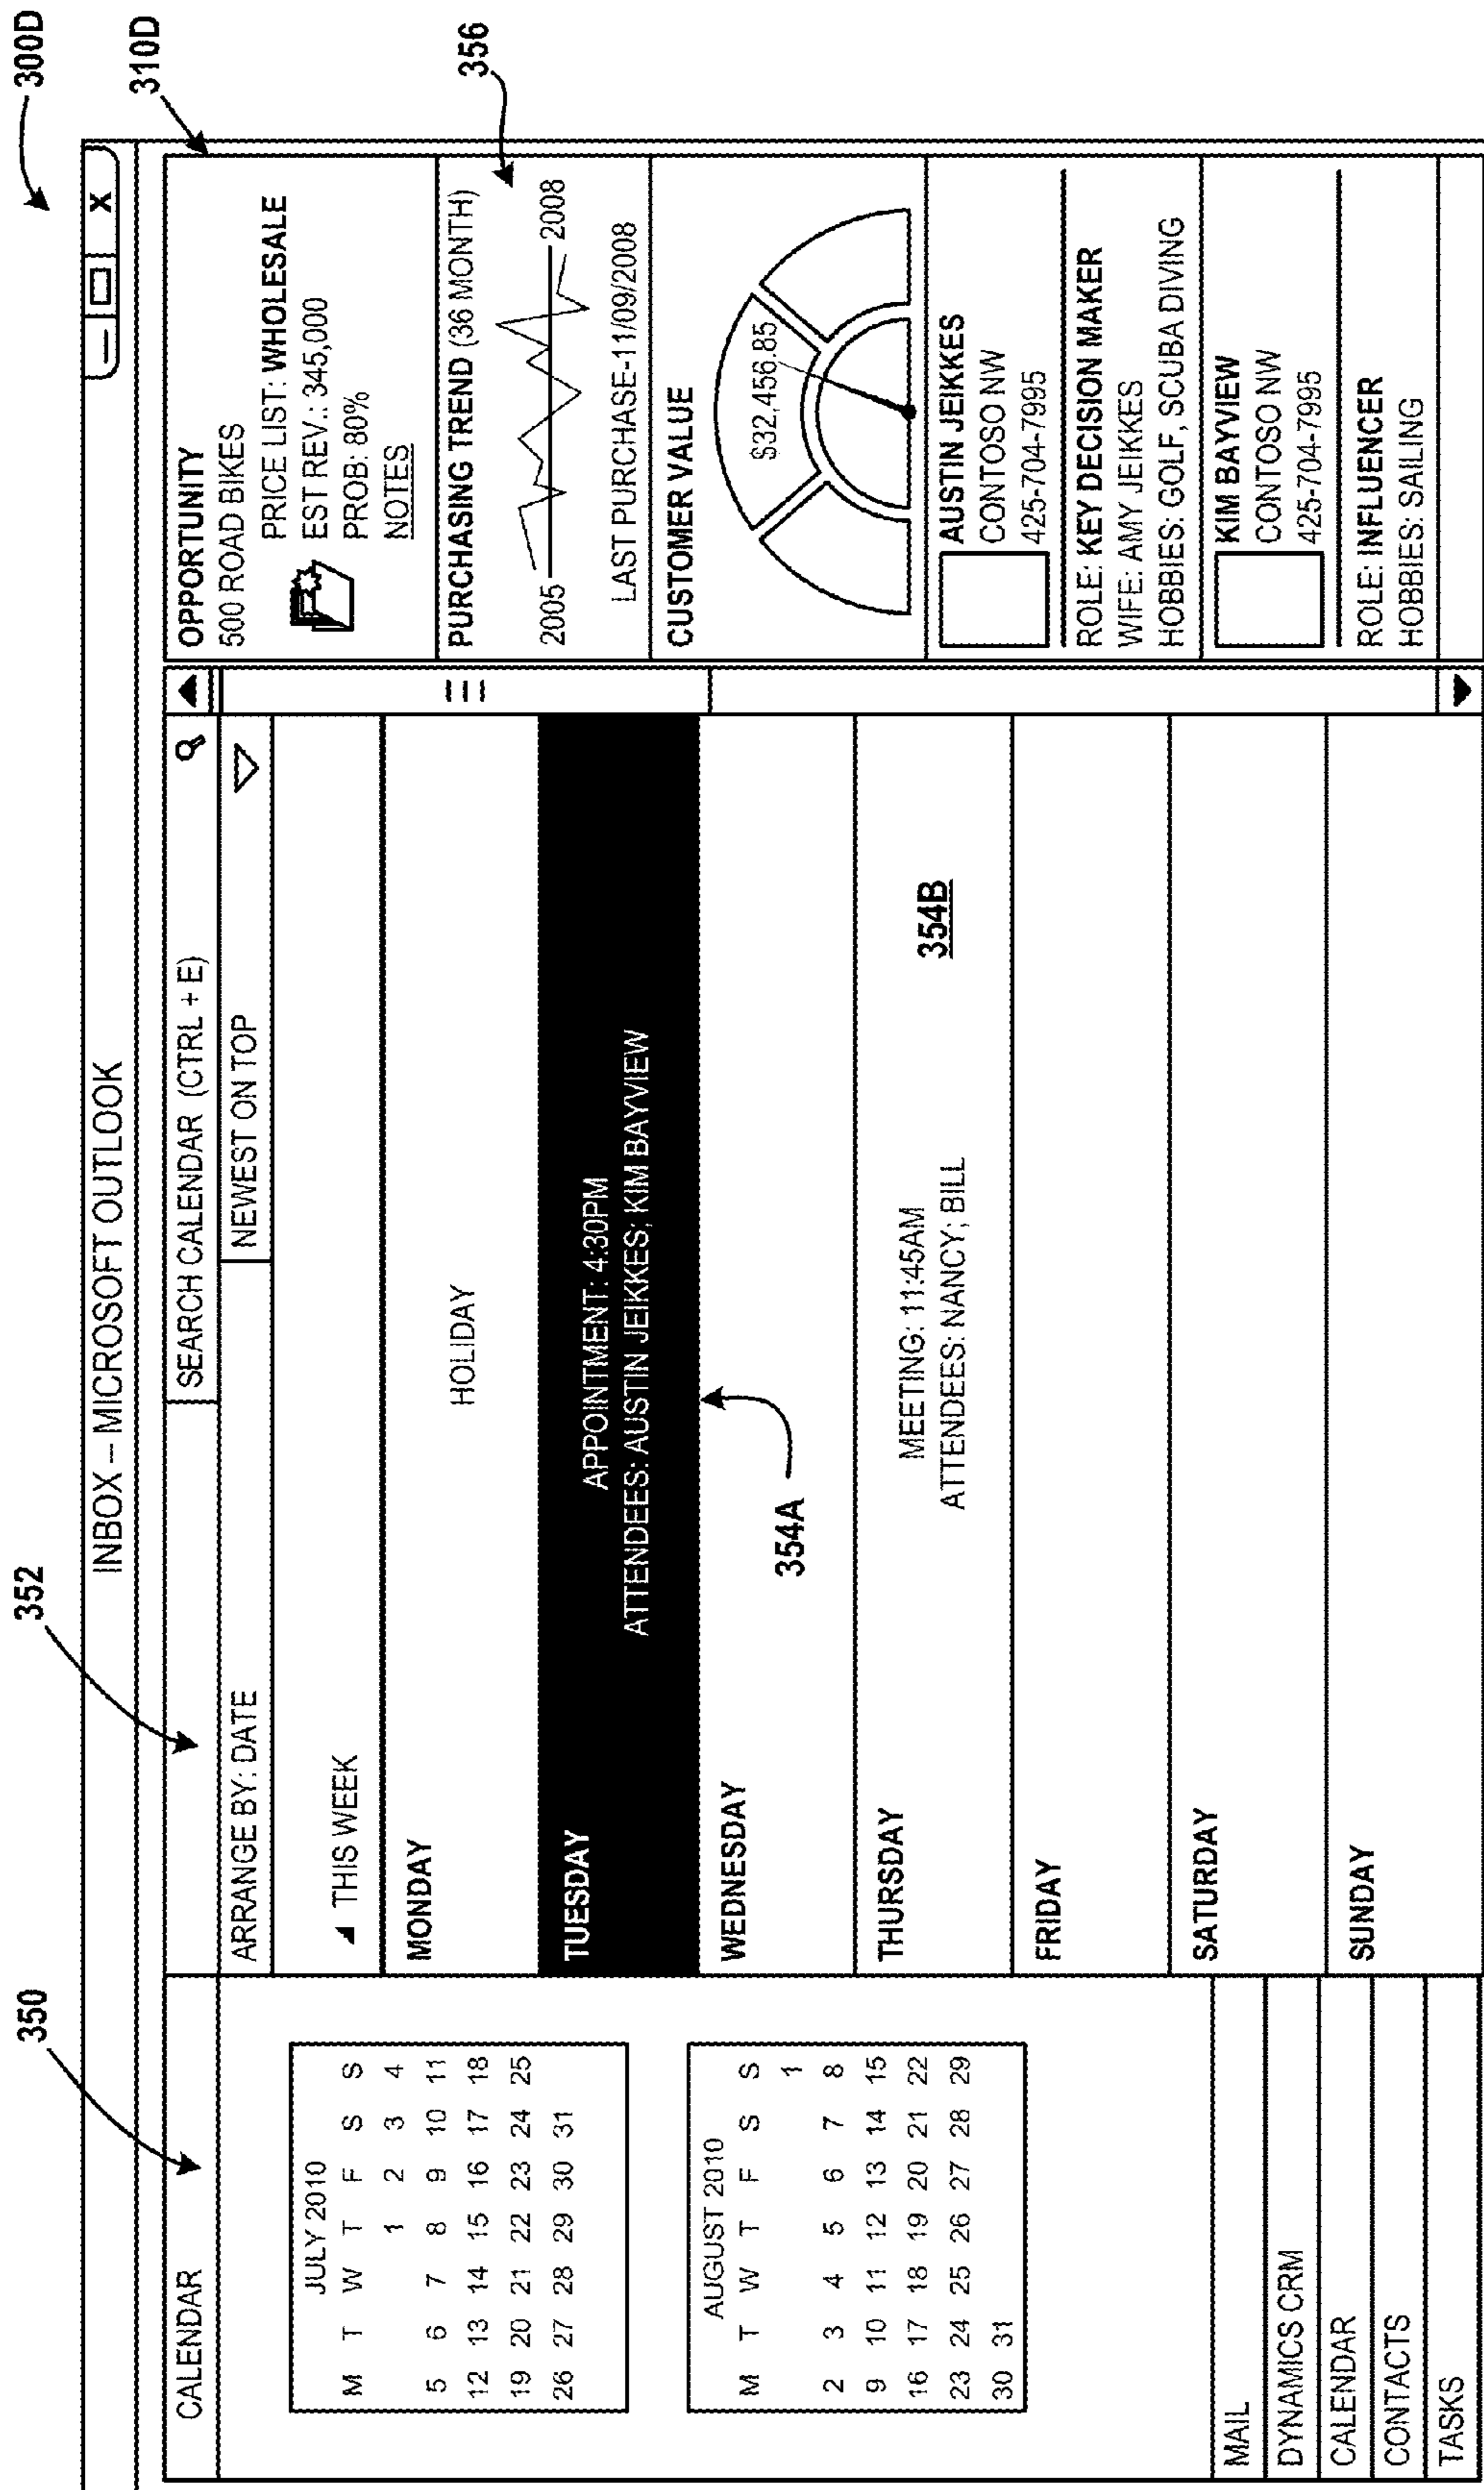 300D
310D
356
352
350
INBOX – MICROSOFT OUTLOOK
X
CALENDAR
JULY 2010
M T W T F S S
1 2 3 4
5 6 7 8 9 10 11
12 13 14 15 16 17 18
19 20 21 22 23 24 25
26 27 28 29 30 31
AUGUST 2010
M T W T F S S
1
2 3 4 5 6 7 8
9 10 11 12 13 14 15
16 17 18 19 20 21 22
23 24 25 26 27 28 29
30 31
MAIL
DYNAMICS CRM
CALENDAR
CONTACTS
TASKS
SEARCH CALENDAR (CTRL + E)
ARRANGE BY: DATE
NEWEST ON TOP
THIS WEEK
MONDAY
HOLIDAY
TUESDAY
APPOINTMENT: 4:30PM
ATTENDEES: AUSTIN JEIKKES; KIM BAYVIEW
WEDNESDAY
354A
THURSDAY
MEETING: 11:45AM
ATTENDEES: NANCY; BILL
354B
FRIDAY
SATURDAY
SUNDAY
OPPORTUNITY
500 ROAD BIKES
PRICE LIST: WHOLESALE
EST REV.: 345,000
PROB: 80%
NOTES
PURCHASING TREND (36 MONTH)
2005
2008
LAST PURCHASE-11/09/2008
CUSTOMER VALUE
$32,456.85
AUSTIN JEIKKES
CONTOSO NW
425-704-7995
ROLE: KEY DECISION MAKER
WIFE: AMY JEIKKES
HOBBIES: GOLF, SCUBA DIVING
KIM BAYVIEW
CONTOSO NW
425-704-7995
ROLE: INFLUENCER
HOBBIES: SAILING